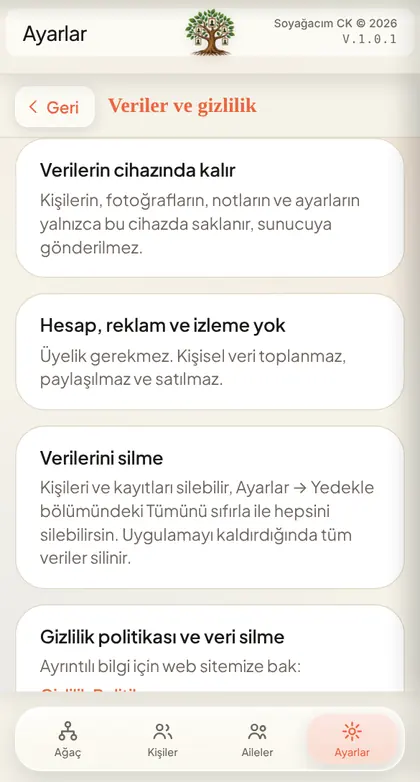 Ayarlar
Soyağacım CK © 2026
V.1.0.1
Geri
Veriler ve gizlilik
Verilerin cihazında kalır
Kişilerin, fotoğrafların, notların ve ayarların
yalnızca bu cihazda saklanır, sunucuya
gönderilmez.
Hesap, reklam ve izleme yok
Üyelik gerekmez. Kişisel veri toplanmaz,
paylaşılmaz ve satılmaz.
Verilerini silme
Kişileri ve kayıtları silebilir, Ayarlar → Yedekle
bölümündeki Tümünü sıfırla ile hepsini
silebilirsin. Uygulamayı kaldırdığında tüm
veriler silinir.
Gizlilik politikası ve veri silme
Ayrıntılı bilgi için web sitemize bak:
Ağaç
Kişiler
Aileler
Ayarlar